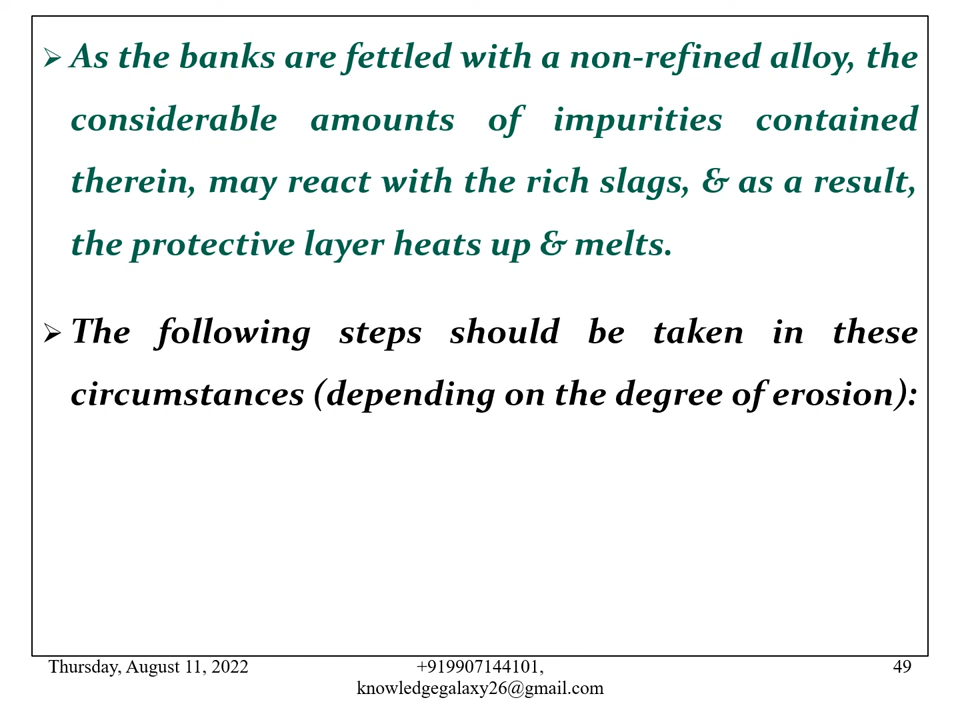 ➢ As the banks are fettled with a non-refined alloy, the
considerable amounts of impurities contained
therein, may react with the rich slags, & as a result,
the protective layer heats up & melts.
➢ The following steps should be taken in these
circumstances (depending on the degree of erosion):
Thursday, August 11, 2022
+919907144101,
knowledgegalaxy26@gmail.com
49